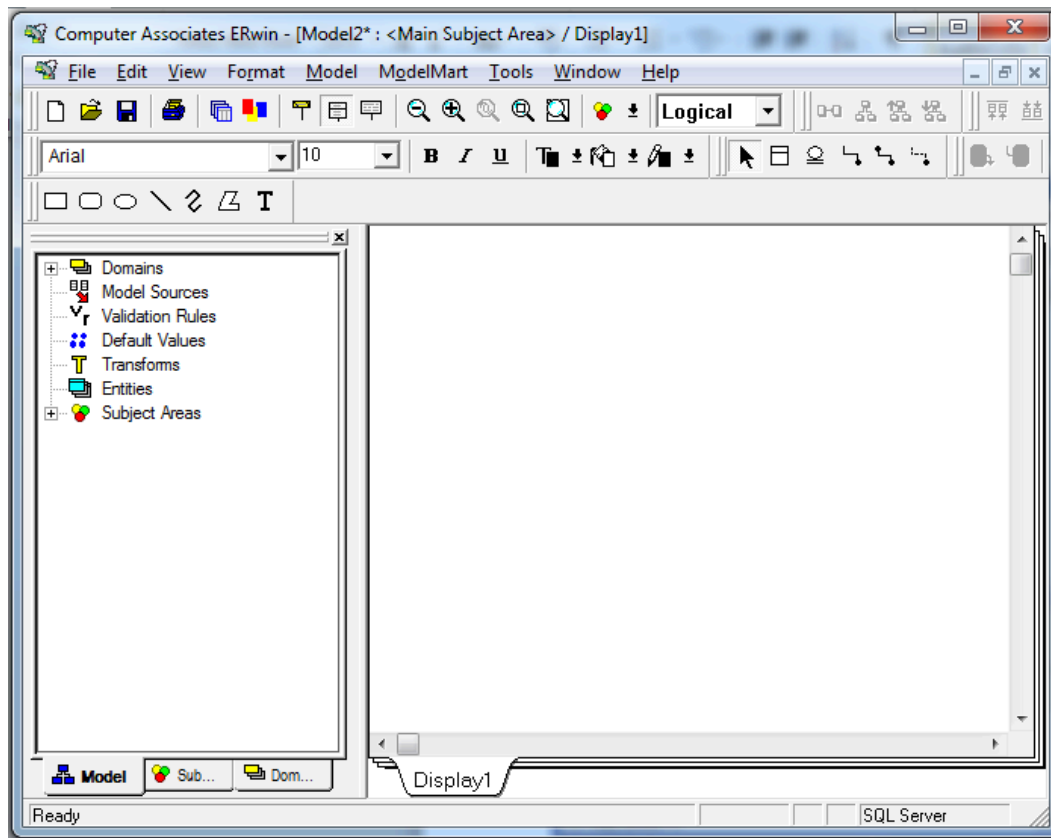 Computer Associates ERwin - [Model2* : <Main Subject Area> / Display1]
File Edit View Format Model ModelMart Tools Window Help
Logical
Arial 10 B I U
T
Domains
Model Sources
Validation Rules
Default Values
Transforms
Entities
Subject Areas
Model Sub... Dom...
Display1
Ready SQL Server